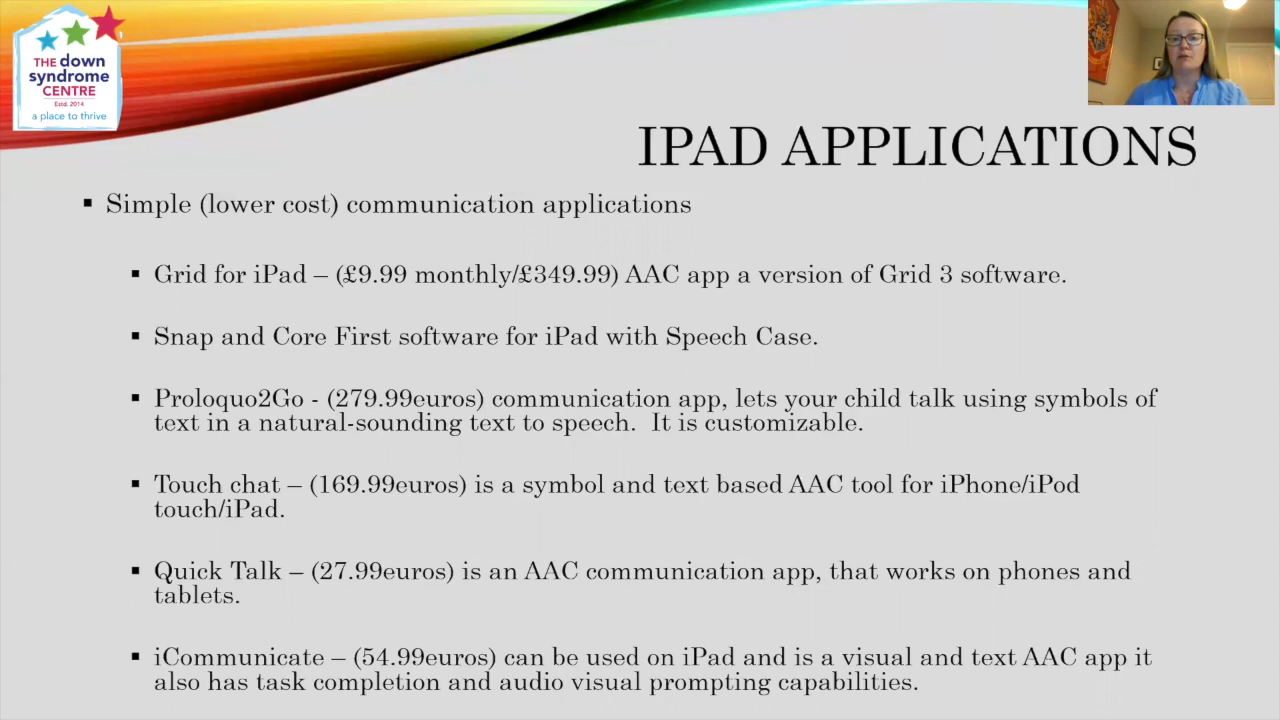 THE down
syndrome
CENTRE
Estd. 2014
a place to thrive
IPAD APPLICATIONS
▪ Simple (lower cost) communication applications
▪ Grid for iPad – (£9.99 monthly/£349.99) AAC app a version of Grid 3 software.
▪ Snap and Core First software for iPad with Speech Case.
▪ Proloquo2Go - (279.99euros) communication app, lets your child talk using symbols of
text in a natural-sounding text to speech.  It is customizable.
▪ Touch chat – (169.99euros) is a symbol and text based AAC tool for iPhone/iPod
touch/iPad.
▪ Quick Talk – (27.99euros) is an AAC communication app, that works on phones and
tablets.
▪ iCommunicate – (54.99euros) can be used on iPad and is a visual and text AAC app it
also has task completion and audio visual prompting capabilities.